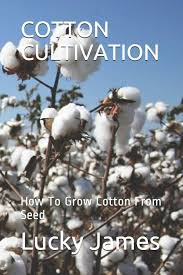 COTTON
CULTIVATION
How To Grow Cotton From
Seed
Lucky James